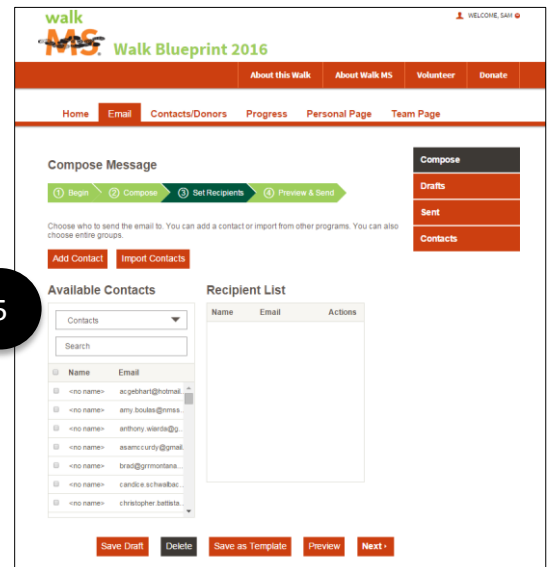 walk
MS
Walk Blueprint 2016
WELCOME, SAM
About this Walk About Walk MS Volunteer Donate
Home Email Contacts/Donors Progress Personal Page Team Page
Compose Message
1 Begin 2 Compose 3 Set Recipients 4 Preview & Send
Choose who to send the email to. You can add a contact or import from other programs. You can also
choose entire groups.
Add Contact Import Contacts
Compose
Drafts
Sent
Contacts
5
Available Contacts
Contacts
Search
Name Email
<no name> acgebhart@hotmail...
<no name> amy.boulas@nmss...
<no name> anthony.wiarda@g...
<no name> asamccurdy@gmail...
<no name> brad@grrmontana...
<no name> candice.schwalbac...
<no name> christopher.battista...
Recipient List
Name Email Actions
Save Draft Delete Save as Template Preview Next ›